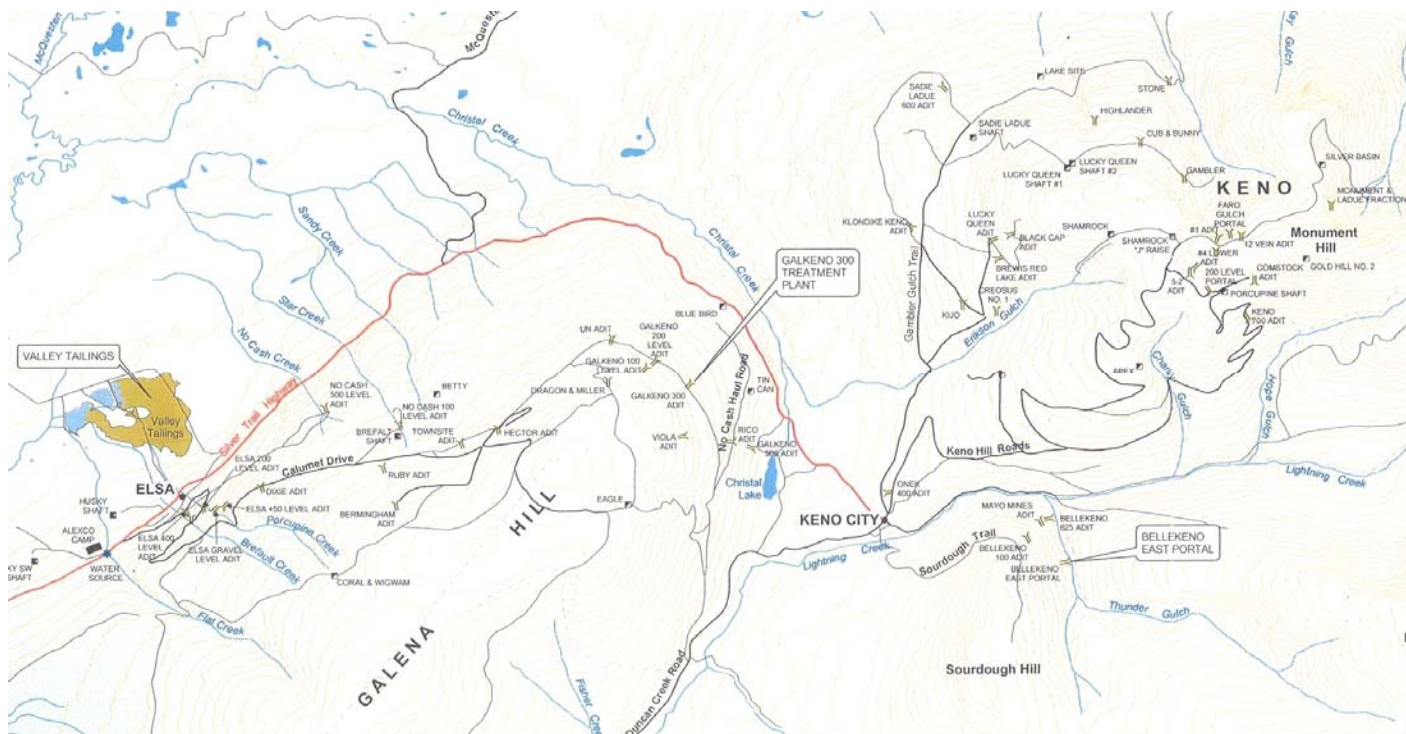 McQuesten
McQuesten
Christal Creek
Sandy Creek
Star Creek
No Cash Creek
Silver Trail Highway
VALLEY TAILINGS
Valley
Tailings
ELSA
HUSKY
SHAFT
ALEXCO
CAMP
KY SW
SHAFT
WATER
SOURCE
Flat Creek
ELSA 400
LEVEL
ADIT
ELSA GRAVEL
LEVEL ADIT
ELSA +50 LEVEL ADIT
DIXIE ADIT
ELSA 200
LEVEL ADIT
Calumet Drive
Porcupine Creek
Brefault Creek
NO CASH
500 LEVEL
ADIT
BETTY
NO CASH 100
LEVEL ADIT
BREFALT
SHAFT
TOWNSITE
ADIT
RUBY ADIT
BERMINGHAM
ADIT
CORAL & WIGWAM
HECTOR ADIT
GALENA
HILL
UN ADIT
DRAGON & MILLER
GALKENO 100
LEVEL ADIT
GALKENO
200
LEVEL
ADIT
GALKENO 300
ADIT
GALKENO 300
TREATMENT
PLANT
BLUE BIRD
No Cash Haul Road
TIN
CAN
VIOLA
ADIT
RICO
ADIT
GALKENO
900 ADIT
EAGLE
Christal
Lake
Christal Creek
Fisher Cree
Duncan Creek Road
KENO CITY
Lightning Creek
ONEK
400 ADIT
Keno Hill Roads
Sourdough Trail
MAYO MINES
ADIT
BELLEKENO
625 ADIT
BELLEKENO
100 ADIT
BELLEKENO
EAST PORTAL
BELLEKENO
EAST PORTAL
Thunder Gulch
Sourdough Hill
Lightning Creek
Hope Gulch
Charity
Gulch
APEX
Erikson Gulch
Gambler Gulch Trail
KLONDIKE KENO
ADIT
KIJO
CREOSUS
NO. 1
BREWIS RED
LAKE ADIT
BLACK CAP
ADIT
LUCKY
QUEEN
ADIT
SADIE
LADUE
600 ADIT
SADIE LADUE
SHAFT
LAKE SITE
STONE
HIGHLANDER
CUB & BUNNY
LUCKY QUEEN
SHAFT #2
LUCKY QUEEN
SHAFT #1
GAMBLER
KENO
SILVER BASIN
MONUMENT &
LADUE FRACTION
FARO
GULCH
PORTAL
#1 ADIT
12 VEIN ADIT
Monument
Hill
GOLD HILL NO. 2
SHAMROCK
SHAMROCK
"J" RAISE
#4 LOWER
ADIT
200 LEVEL
PORTAL
5-2
ADIT
COMSTOCK
ADIT
PORCUPINE SHAFT
KENO
700 ADIT
ay Gulch